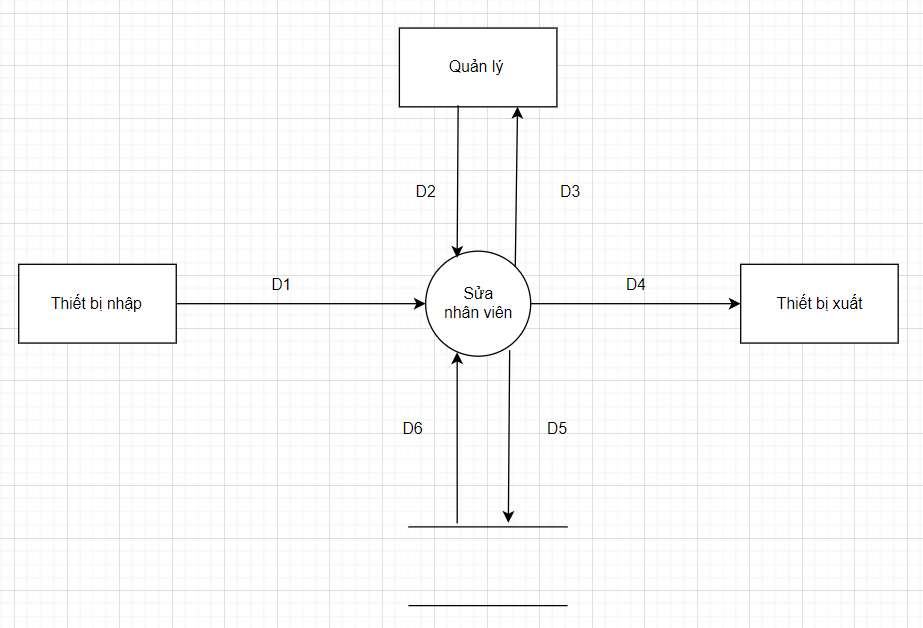 Quản lý
D2
D3
D1
D4
Thiết bị nhập
Sửa
nhân viên
Thiết bị xuất
D6
D5